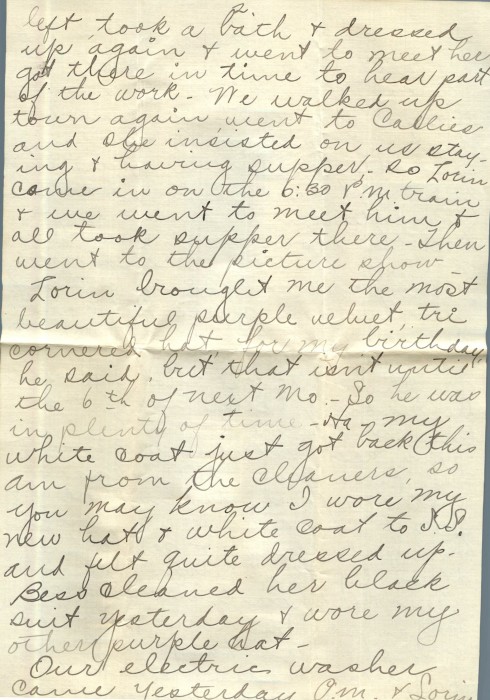 left took a bath & dressed
up again & went to meet her
got there in time to hear part
of the work. We walked up
town again went to Callies
and she insisted on us stay-
ing & having supper. So Lorin
came in on the 6:30 P.M. train
& we went to meet him &
all took supper there - Then
went to the picture show -
Lorin brought me the most
beautiful purple velvet, tri
cornered hat for my birthday,
he said, but that isn't until
the 6th of next Mo. - So he was
in plenty of time - Ha - my
white coat just got back this
am from the cleaners, so
you may know I wore my
new hat & white coat to
and felt quite dressed up -
Bess cleaned her black
suit yesterday & wore my
other purple hat -
Our electric washer
came yesterday P.m. & Lorin